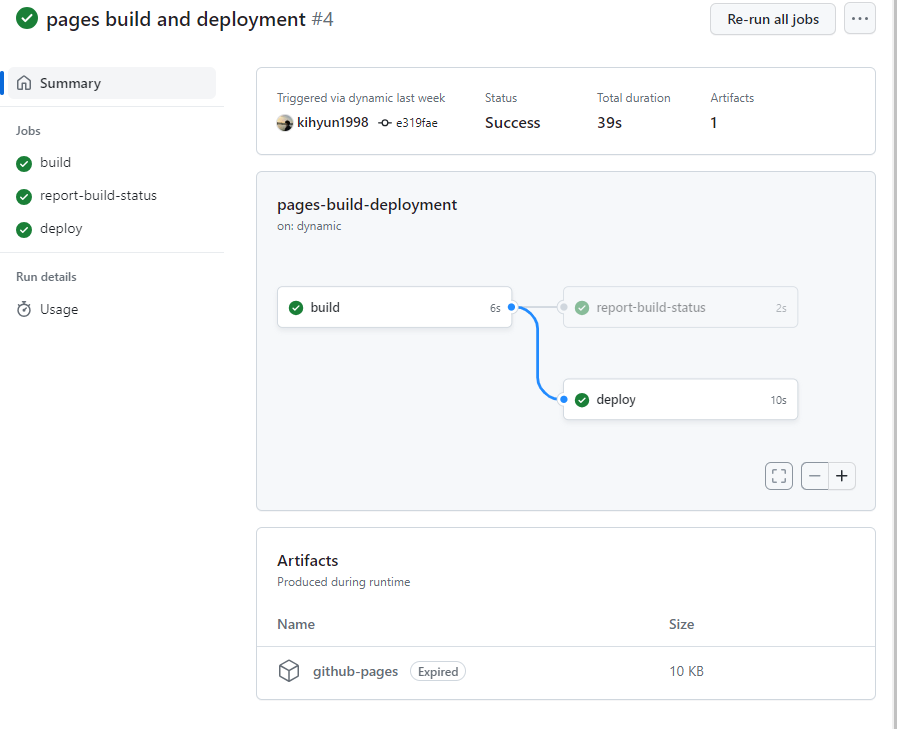 pages build and deployment #4
Re-run all jobs
Summary
Jobs
build
report-build-status
deploy
Run details
Usage
Triggered via dynamic last week
kihyun1998 e319fae
Status
Success
Total duration
39s
Artifacts
1
pages-build-deployment
on: dynamic
build 6s
report-build-status 2s
deploy 10s
Artifacts
Produced during runtime
Name Size
github-pages Expired 10 KB